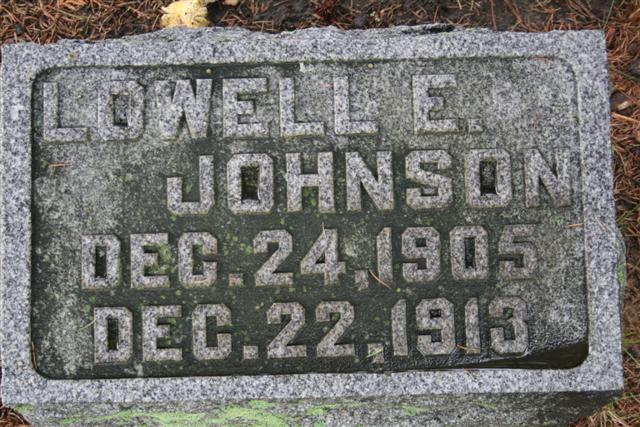 LOWELL E.
JOHNSON
DEC. 24, 1905
DEC. 22, 1913